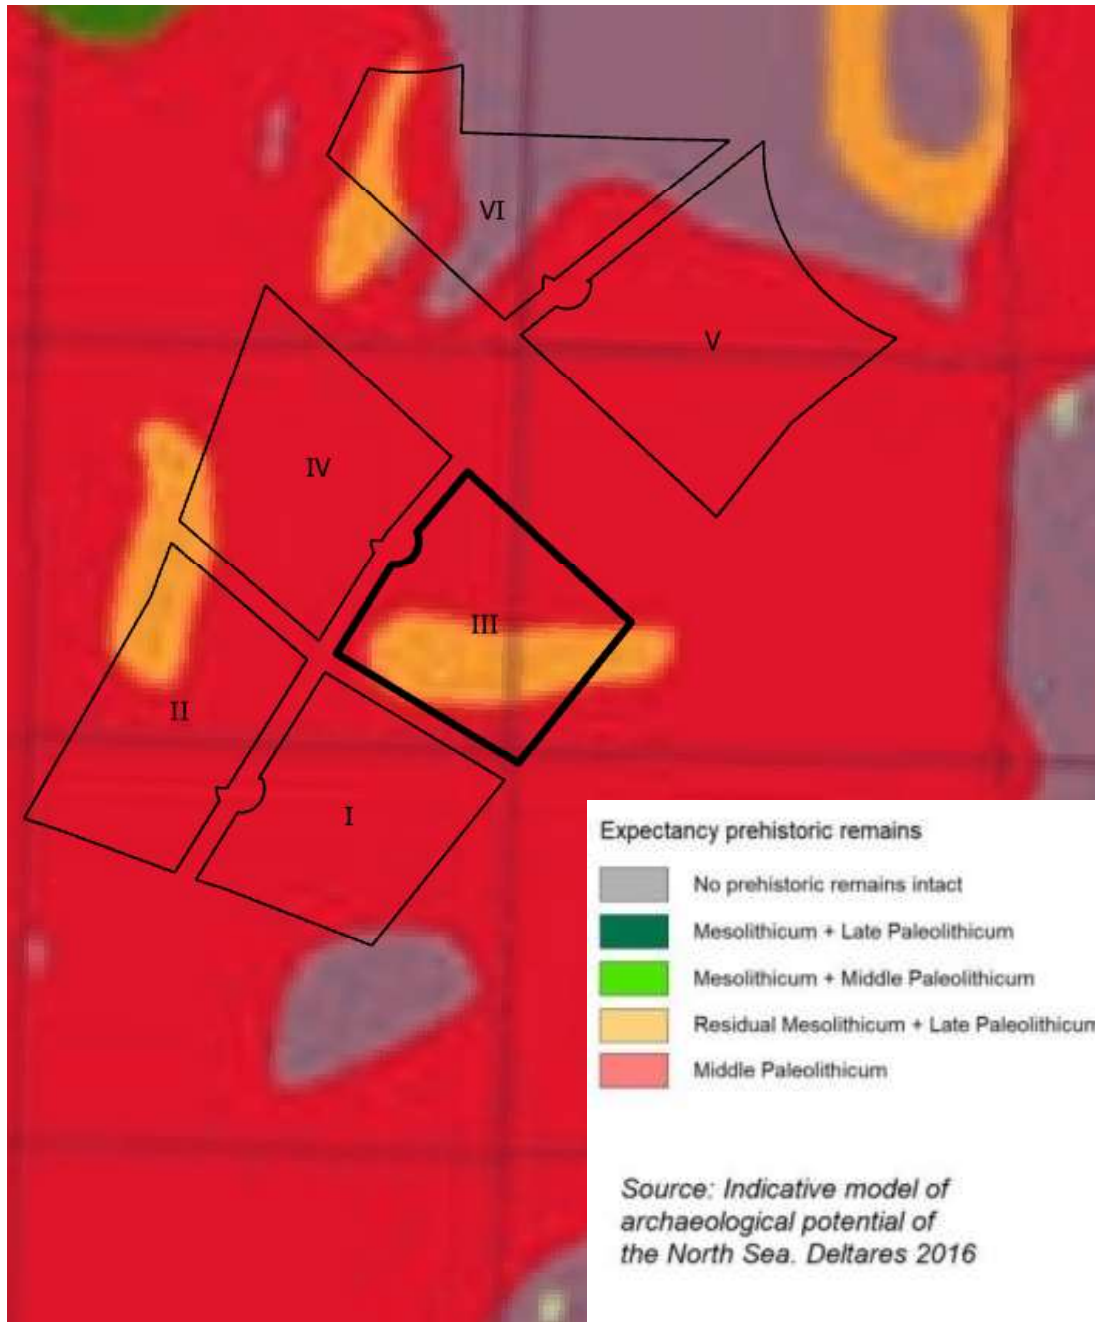 VI
V
IV
III
II
I
Expectancy prehistoric remains
No prehistoric remains intact
Mesolithicum + Late Paleolithicum
Mesolithicum + Middle Paleolithicum
Residual Mesolithicum + Late Paleolithicum
Middle Paleolithicum
Source: Indicative model of
archaeological potential of
the North Sea. Deltares 2016